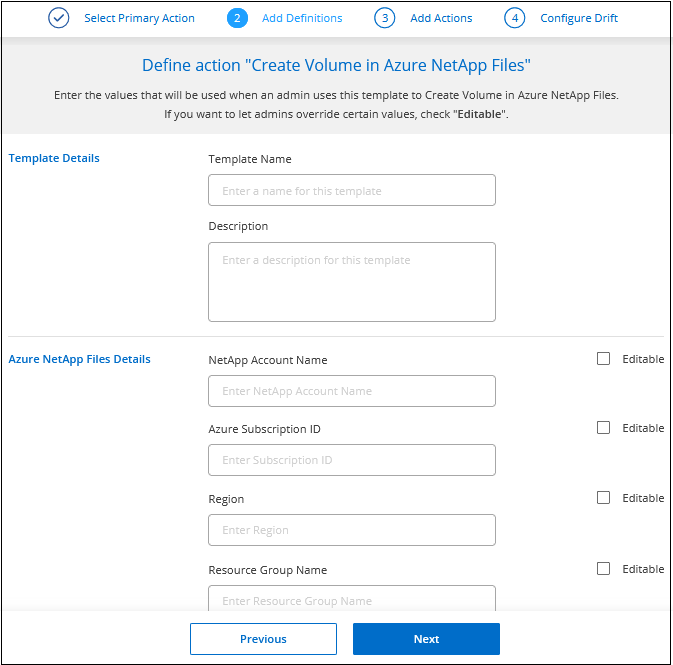 Select Primary Action 2 Add Definitions 3 Add Actions 4 Configure Drift
Define action "Create Volume in Azure NetApp Files"
Enter the values that will be used when an admin uses this template to Create Volume in Azure NetApp Files.
If you want to let admins override certain values, check "Editable".
Template Details
Template Name
Enter a name for this template
Description
Enter a description for this template
Azure NetApp Files Details
NetApp Account Name
Editable
Enter NetApp Account Name
Azure Subscription ID
Editable
Enter Subscription ID
Region
Editable
Enter Region
Resource Group Name
Editable
Enter Resource Group Name
Previous
Next